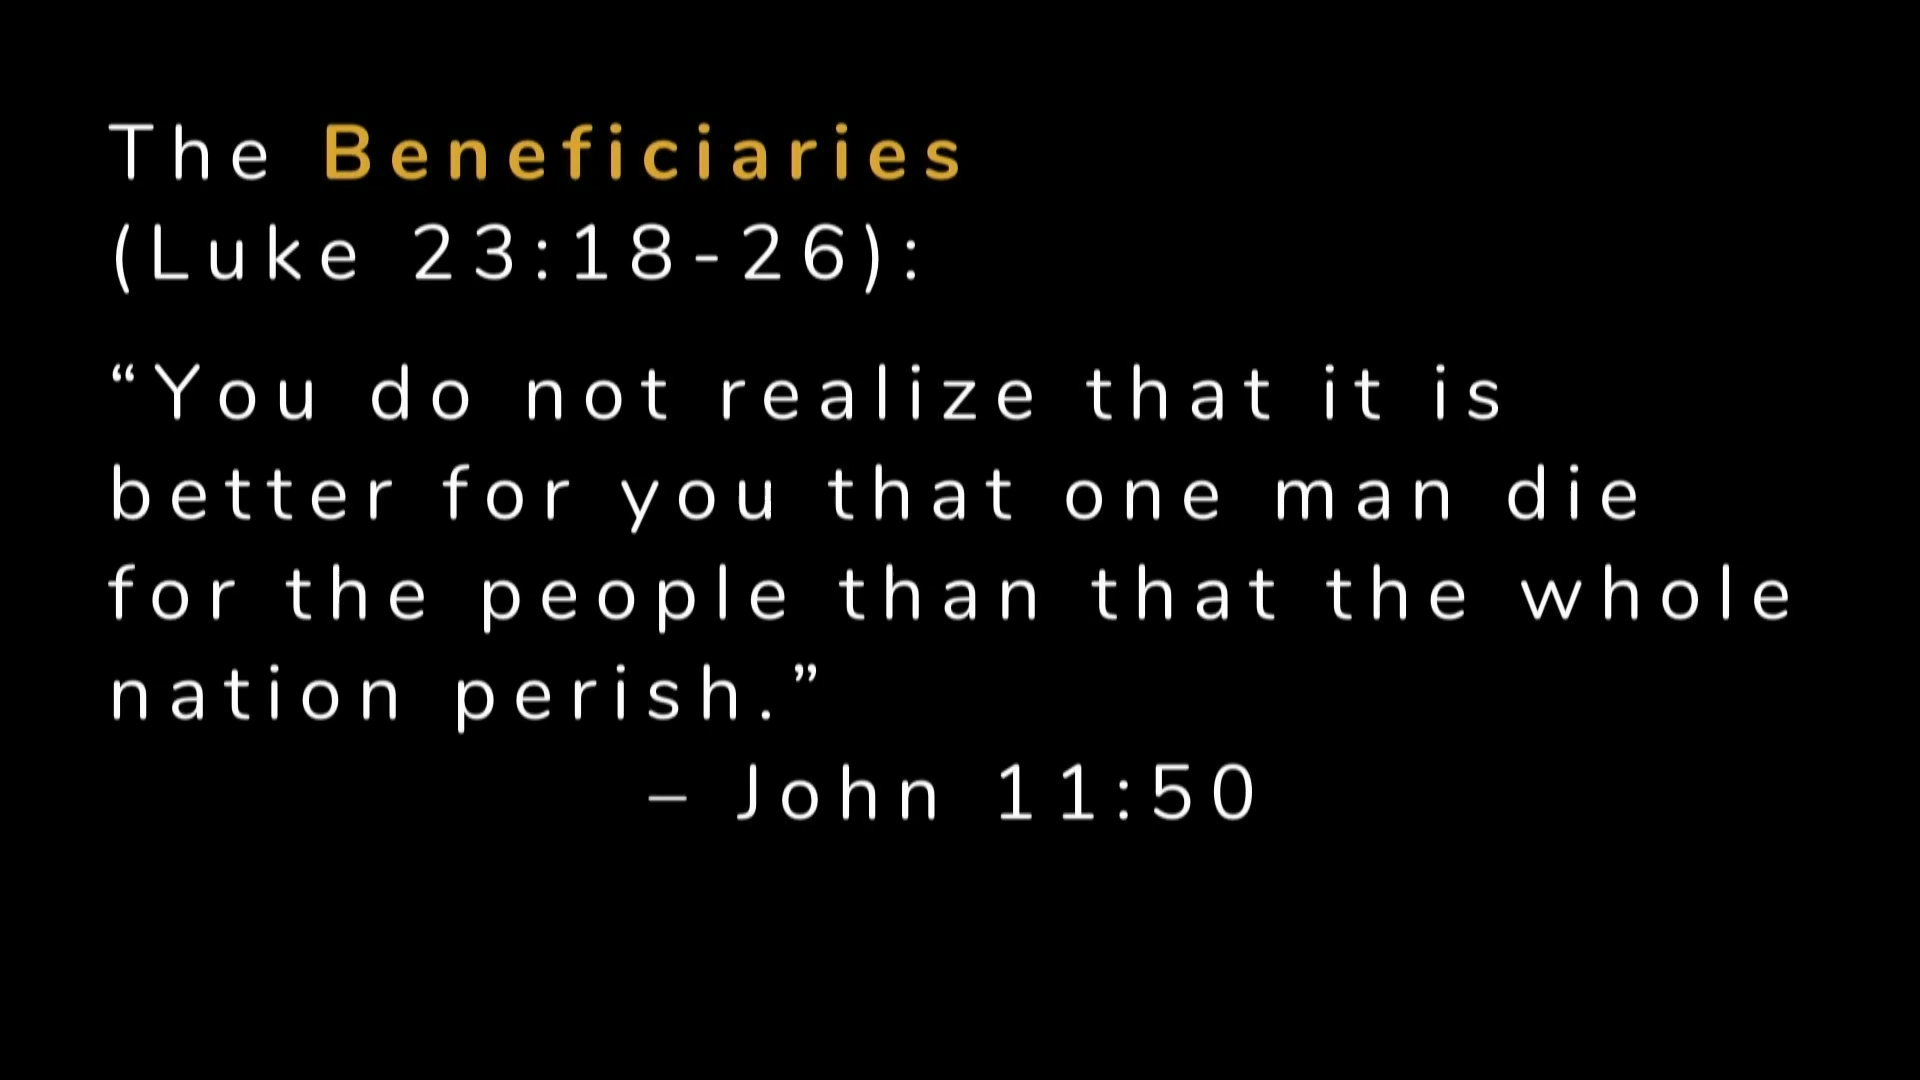 The Beneficiaries
(Luke 23:18-26):
“You do not realize that it is
better for you that one man die
for the people than that the whole
nation perish.”
– John 11:50